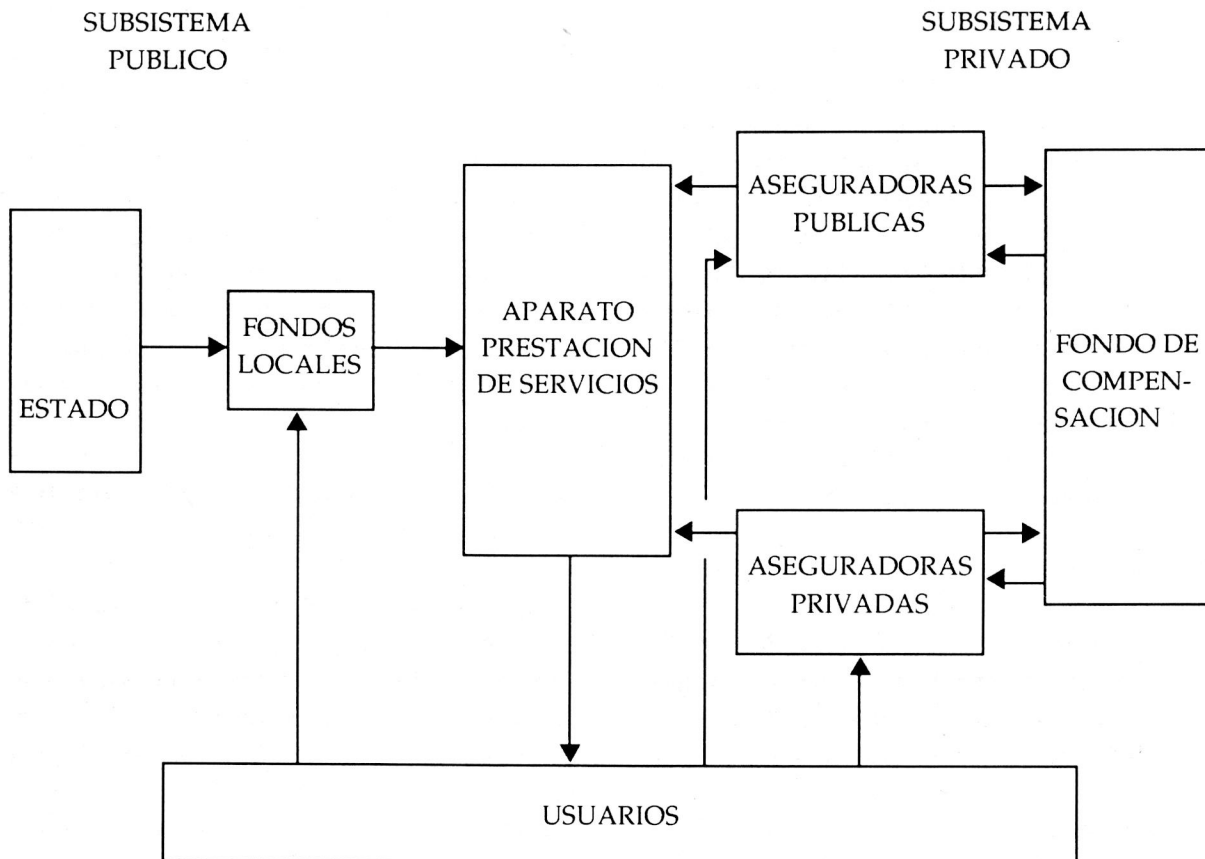 SUBSISTEMA
PUBLICO
SUBSISTEMA
PRIVADO
ESTADO
FONDOS
LOCALES
APARATO
PRESTACION
DE SERVICIOS
ASEGURADORAS
PUBLICAS
FONDO DE
COMPEN-
SACION
ASEGURADORAS
PRIVADAS
USUARIOS